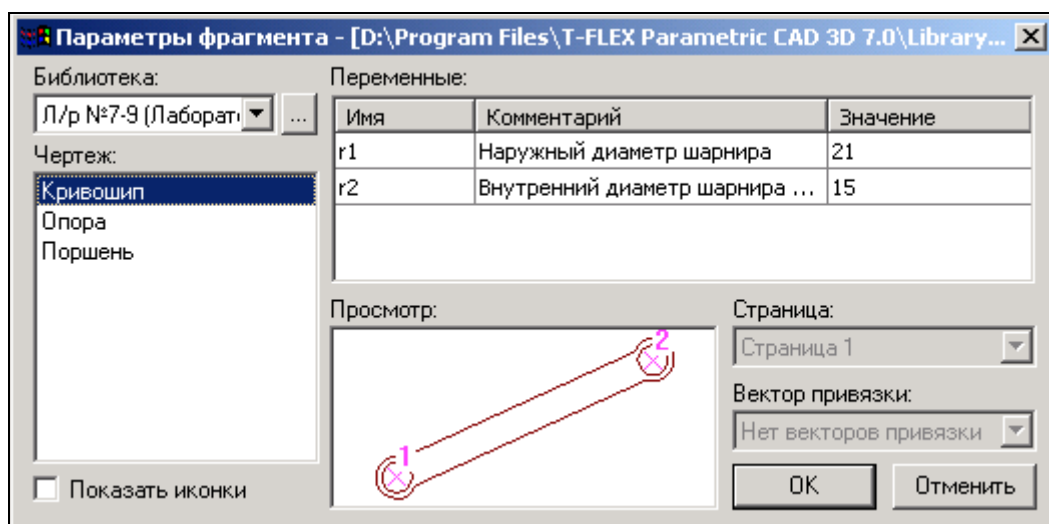 Параметры фрагмента - [D:\Program Files\T-FLEX Parametric CAD 3D 7.0\Library...
Библиотека:
Л/р №7-9 (Лаборат
...
Чертеж:
Кривошип
Опора
Поршень
Показать иконки
Переменные:
Имя Комментарий Значение
r1 Наружный диаметр шарнира 21
r2 Внутренний диаметр шарнира ... 15
Просмотр:
1
2
Страница:
Страница 1
Вектор привязки:
Нет векторов привязки
OK Отменить